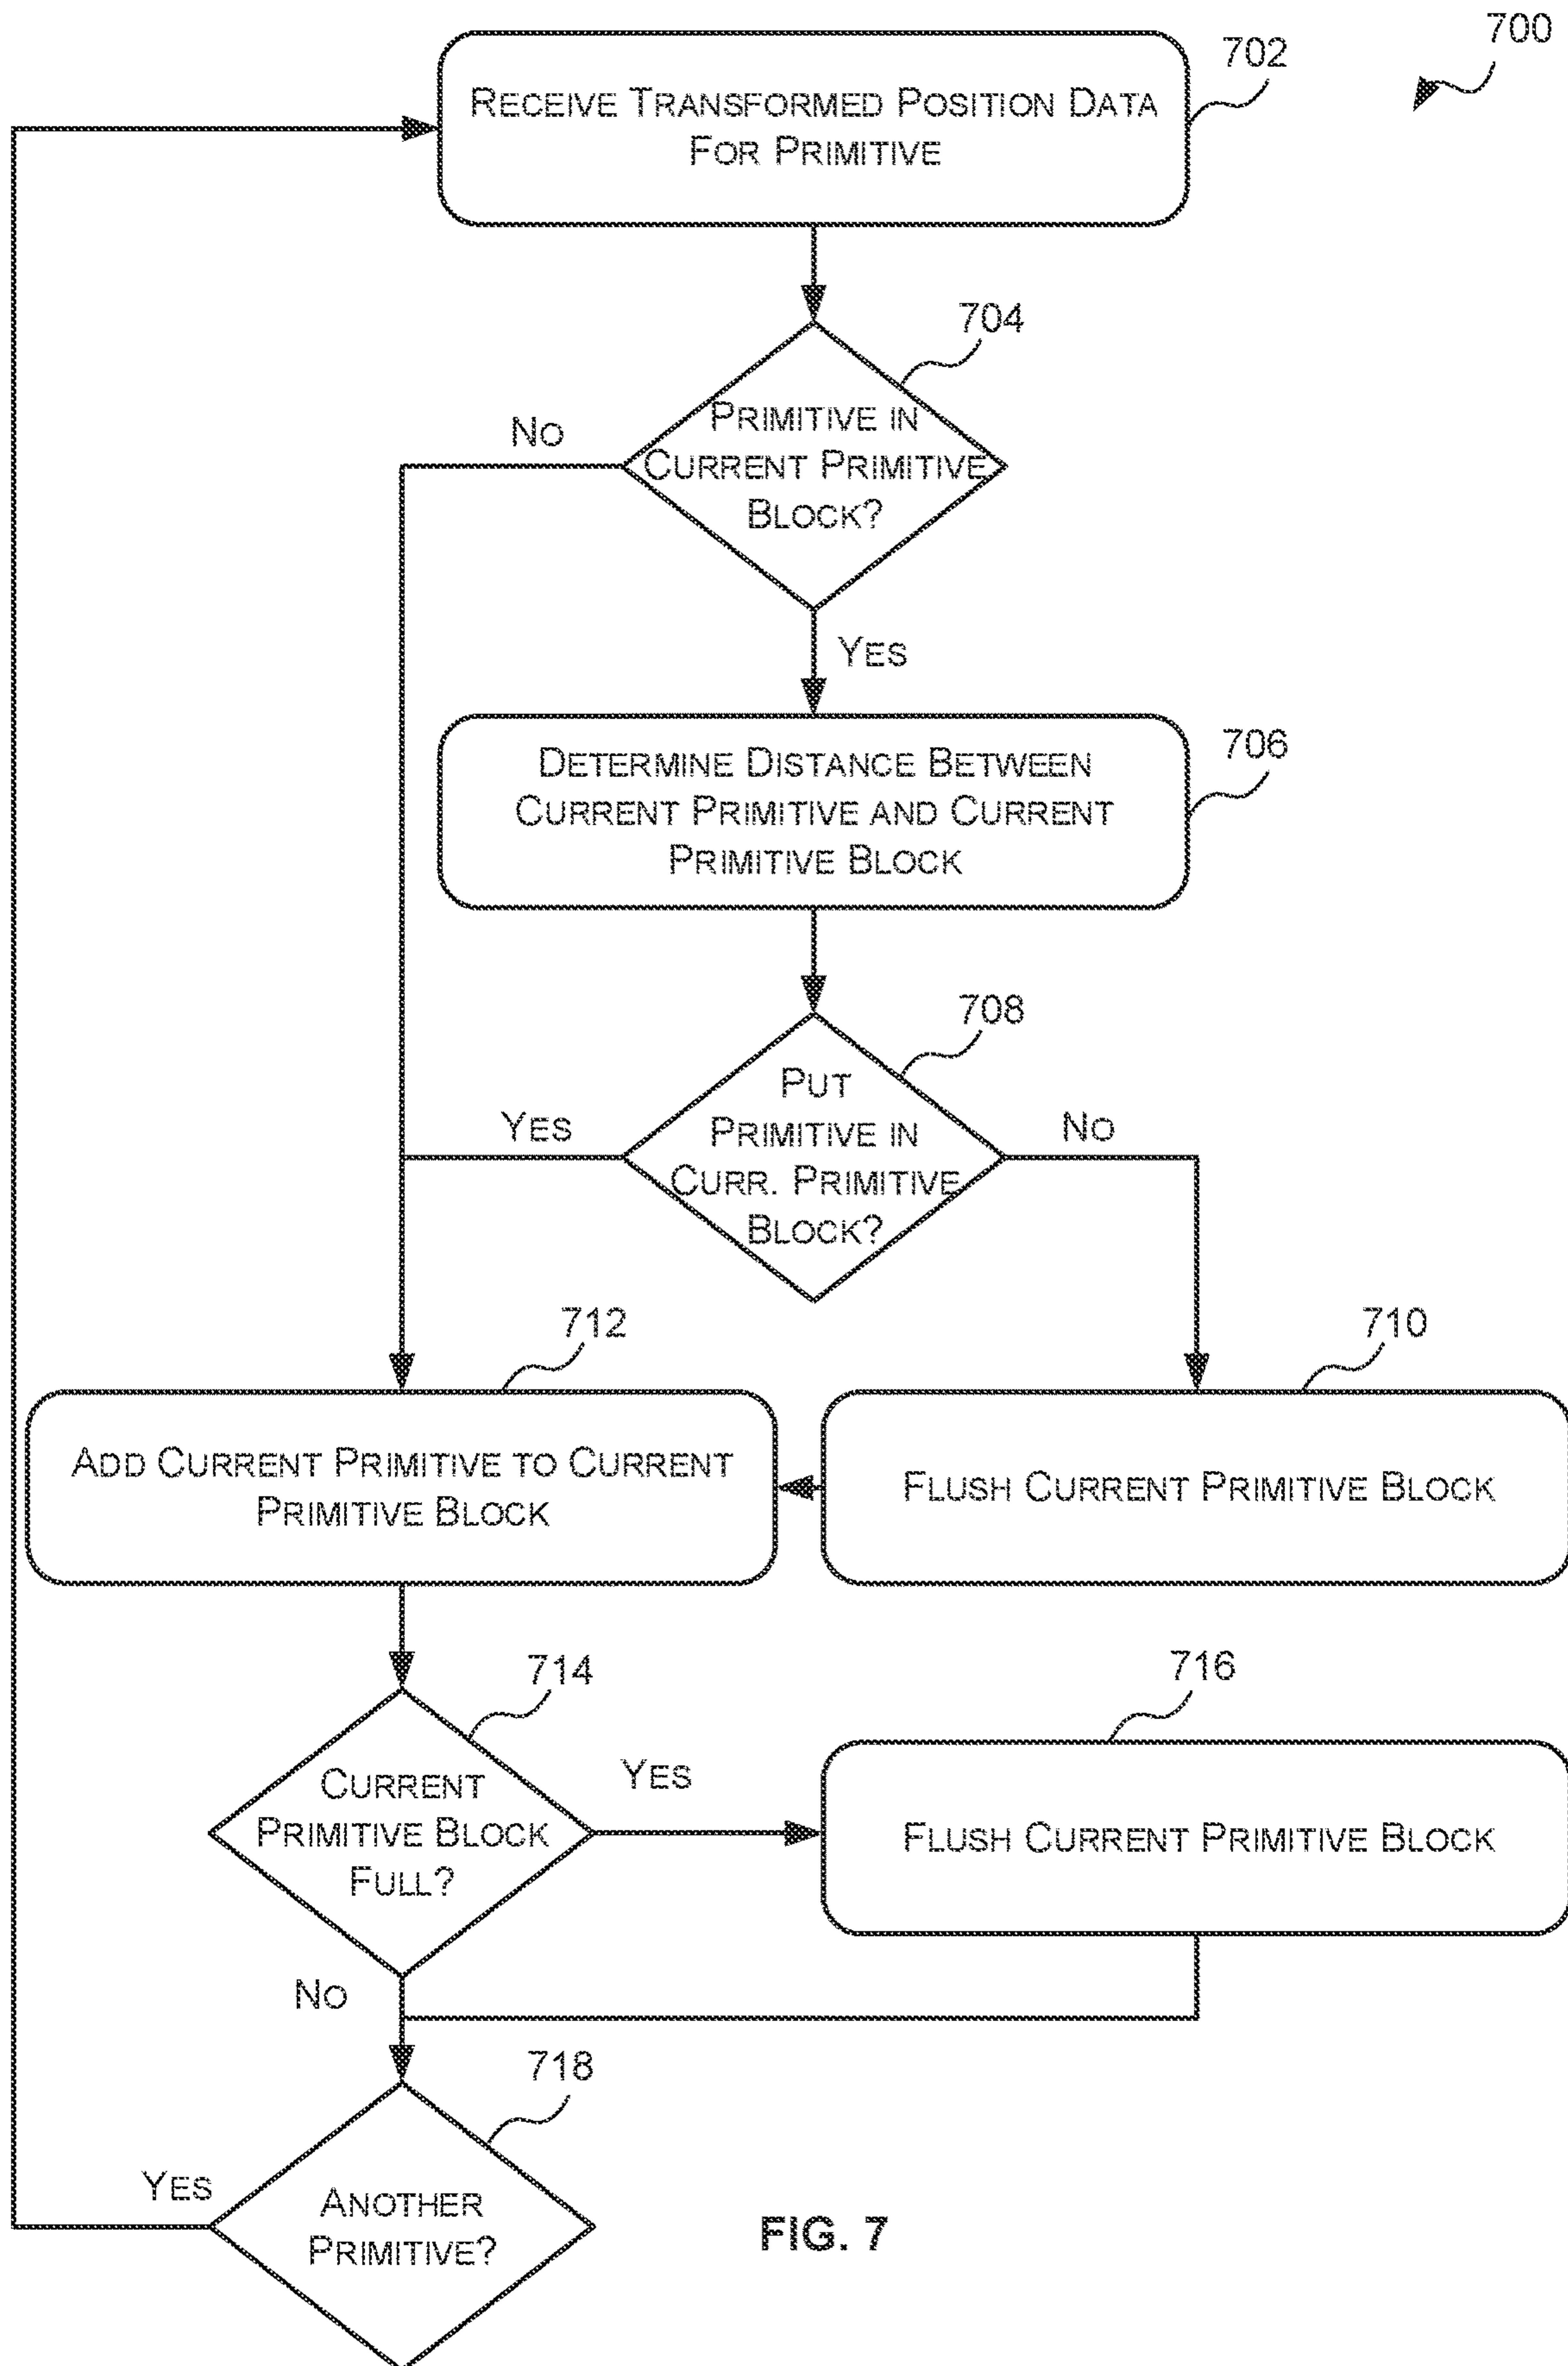 700
702
RECEIVE TRANSFORMED POSITION DATA
FOR PRIMITIVE
704
NO
PRIMITIVE IN
CURRENT PRIMITIVE
BLOCK?
YES
706
DETERMINE DISTANCE BETWEEN
CURRENT PRIMITIVE AND CURRENT
PRIMITIVE BLOCK
708
PUT
PRIMITIVE IN
CURR. PRIMITIVE
BLOCK?
YES
NO
712
710
ADD CURRENT PRIMITIVE TO CURRENT
PRIMITIVE BLOCK
FLUSH CURRENT PRIMITIVE BLOCK
714
716
CURRENT
PRIMITIVE BLOCK
FULL?
YES
FLUSH CURRENT PRIMITIVE BLOCK
NO
718
YES
ANOTHER
PRIMITIVE?
FIG. 7